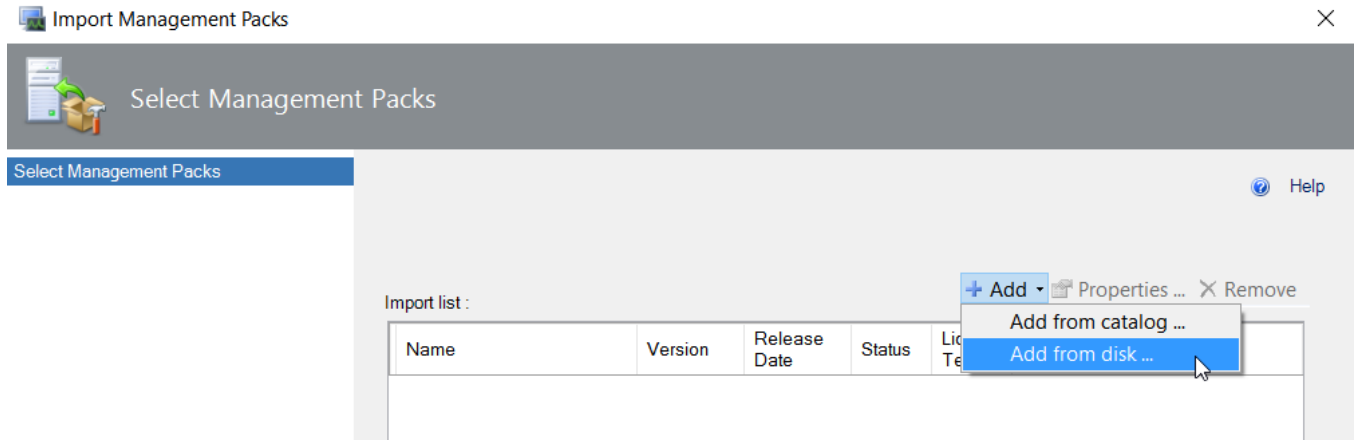 Import Management Packs
Select Management Packs
Select Management Packs
Help
Add Properties ... Remove
Import list :
Add from catalog ...
Add from disk ...
Name Version Release Date Status